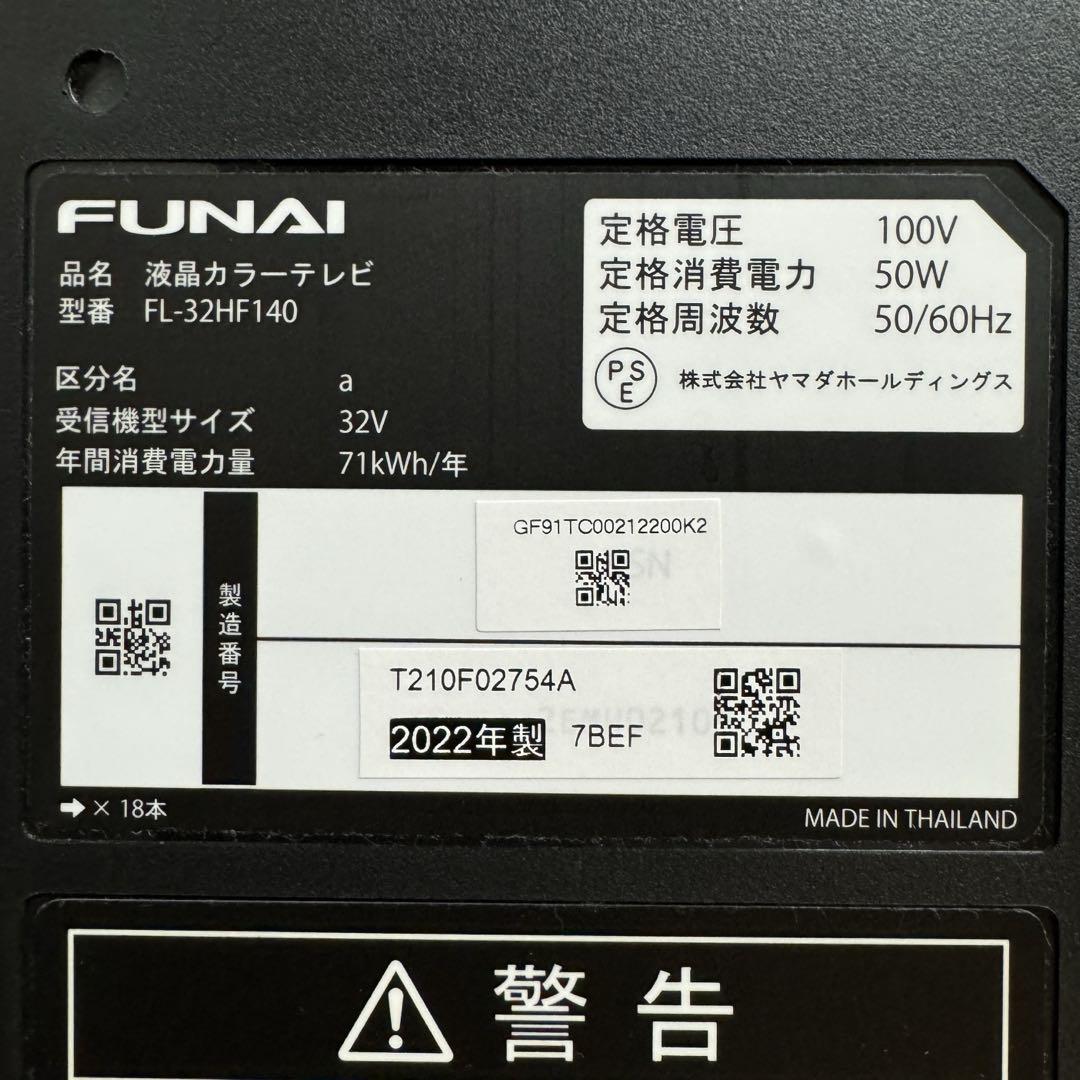 FUNAI
品名 液晶カラーテレビ
型番 FL-32HF140
区分名 a
受信機型サイズ 32V
年間消費電力量 71kWh/年
定格電圧 100V
定格消費電力 50W
定格周波数 50/60Hz
PSE 株式会社ヤマダホールディングス
製造番号
GF91TC00212200K2
SN
T210F02754A
2022年製 7BEF
➡× 18本
MADE IN THAILAND
警告